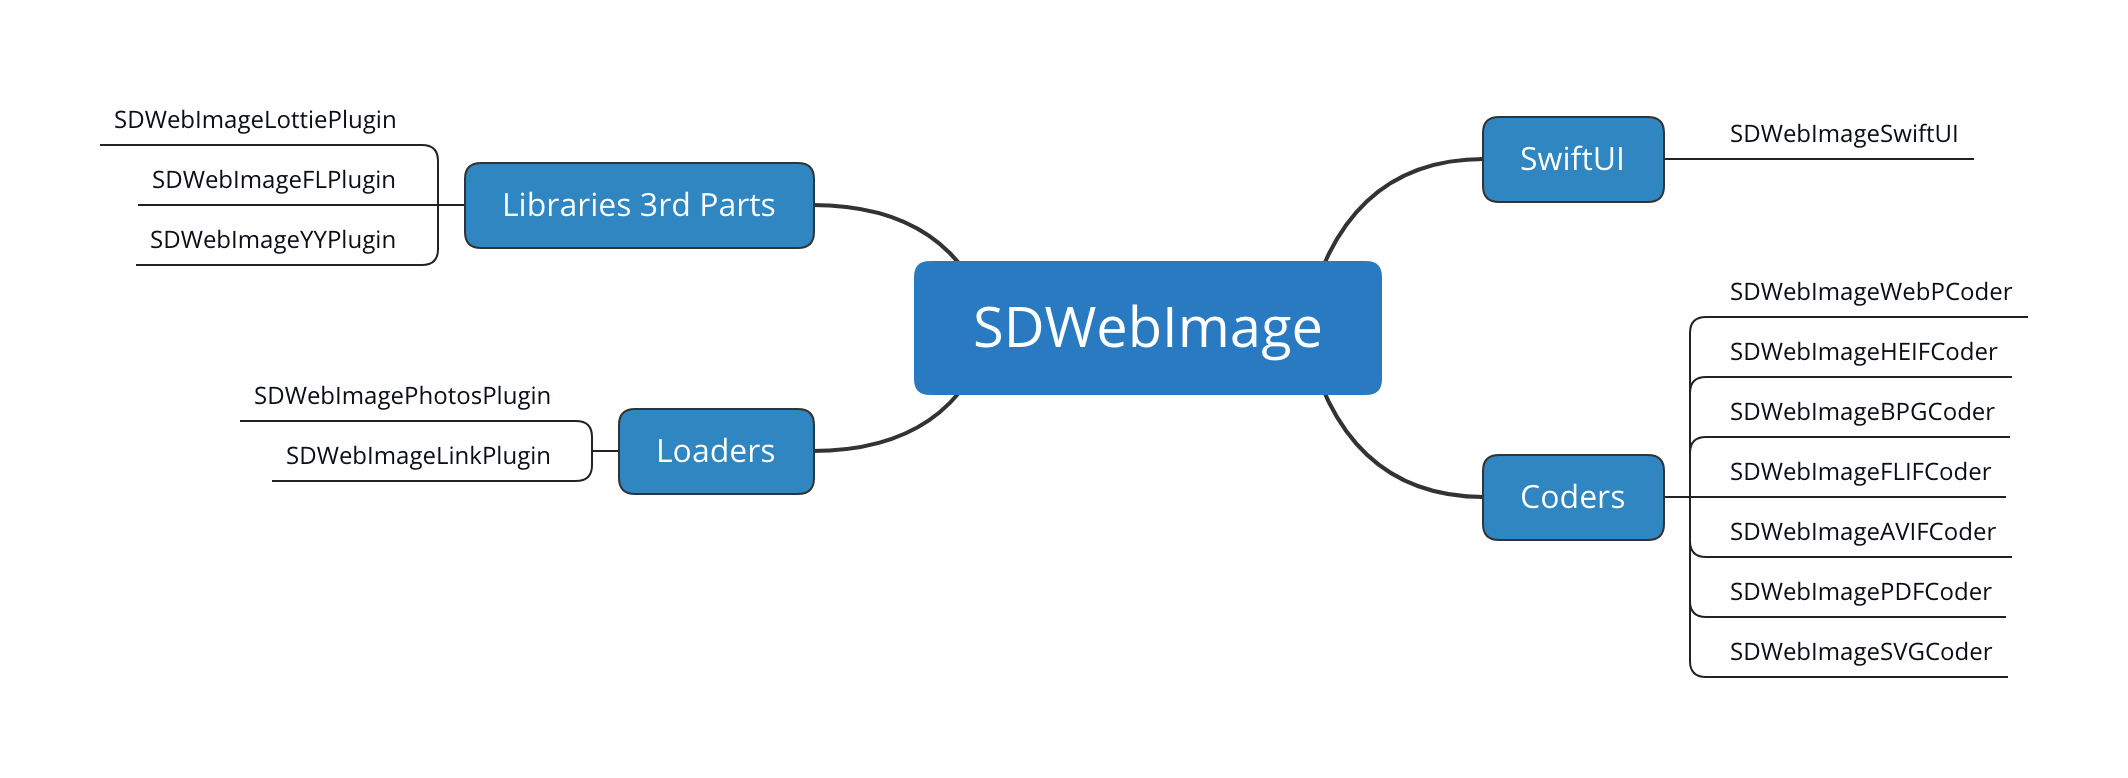 SDWebImage
Libraries 3rd Parts
SDWebImageLottiePlugin
SDWebImageFLPlugin
SDWebImageYYPlugin
Loaders
SDWebImagePhotosPlugin
SDWebImageLinkPlugin
SwiftUI
SDWebImageSwiftUI
Coders
SDWebImageWebPCoder
SDWebImageHEIFCoder
SDWebImageBPGCoder
SDWebImageFLIFCoder
SDWebImageAVIFCoder
SDWebImagePDFCoder
SDWebImageSVGCoder